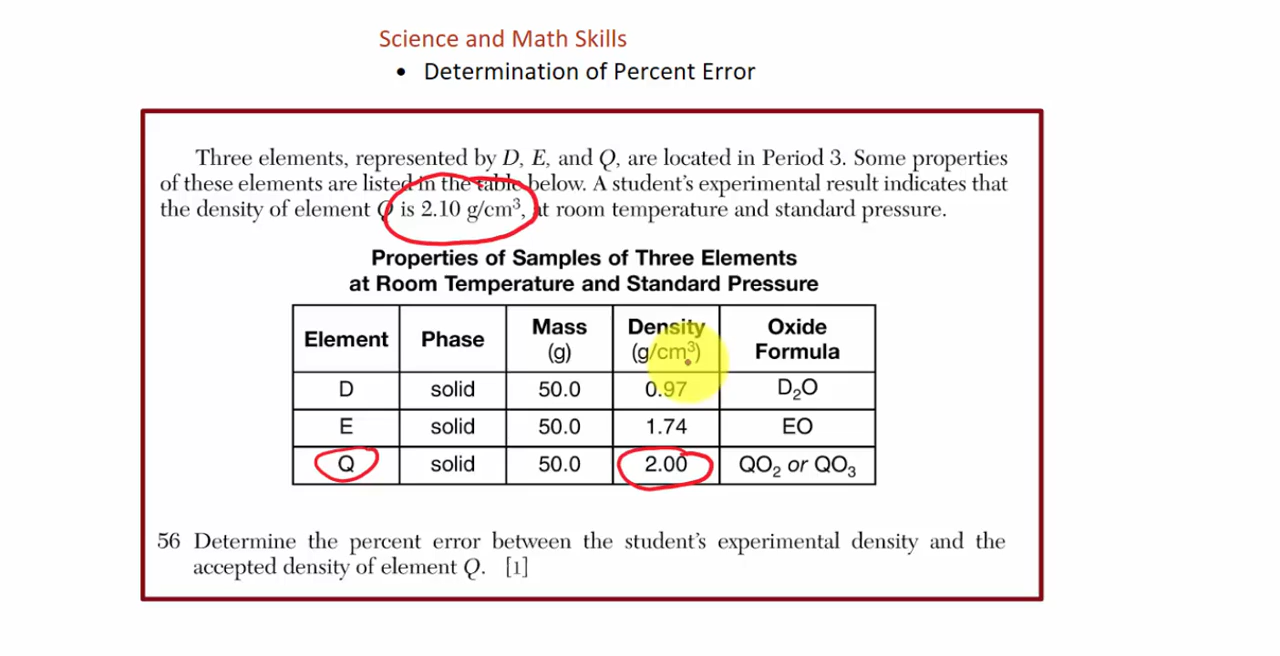 Science and Math Skills
• Determination of Percent Error
Three elements, represented by D, E, and Q, are located in Period 3. Some properties
of these elements are listed in the table below. A student's experimental result indicates that
the density of element Q is 2.10 g/cm³, at room temperature and standard pressure.
Properties of Samples of Three Elements
at Room Temperature and Standard Pressure
Element Phase Mass (g) Density (g/cm³) Oxide Formula
D solid 50.0 0.97 D₂O
E solid 50.0 1.74 EO
Q solid 50.0 2.00 QO₂ or QO₃
56 Determine the percent error between the student's experimental density and the
accepted density of element Q. [1]